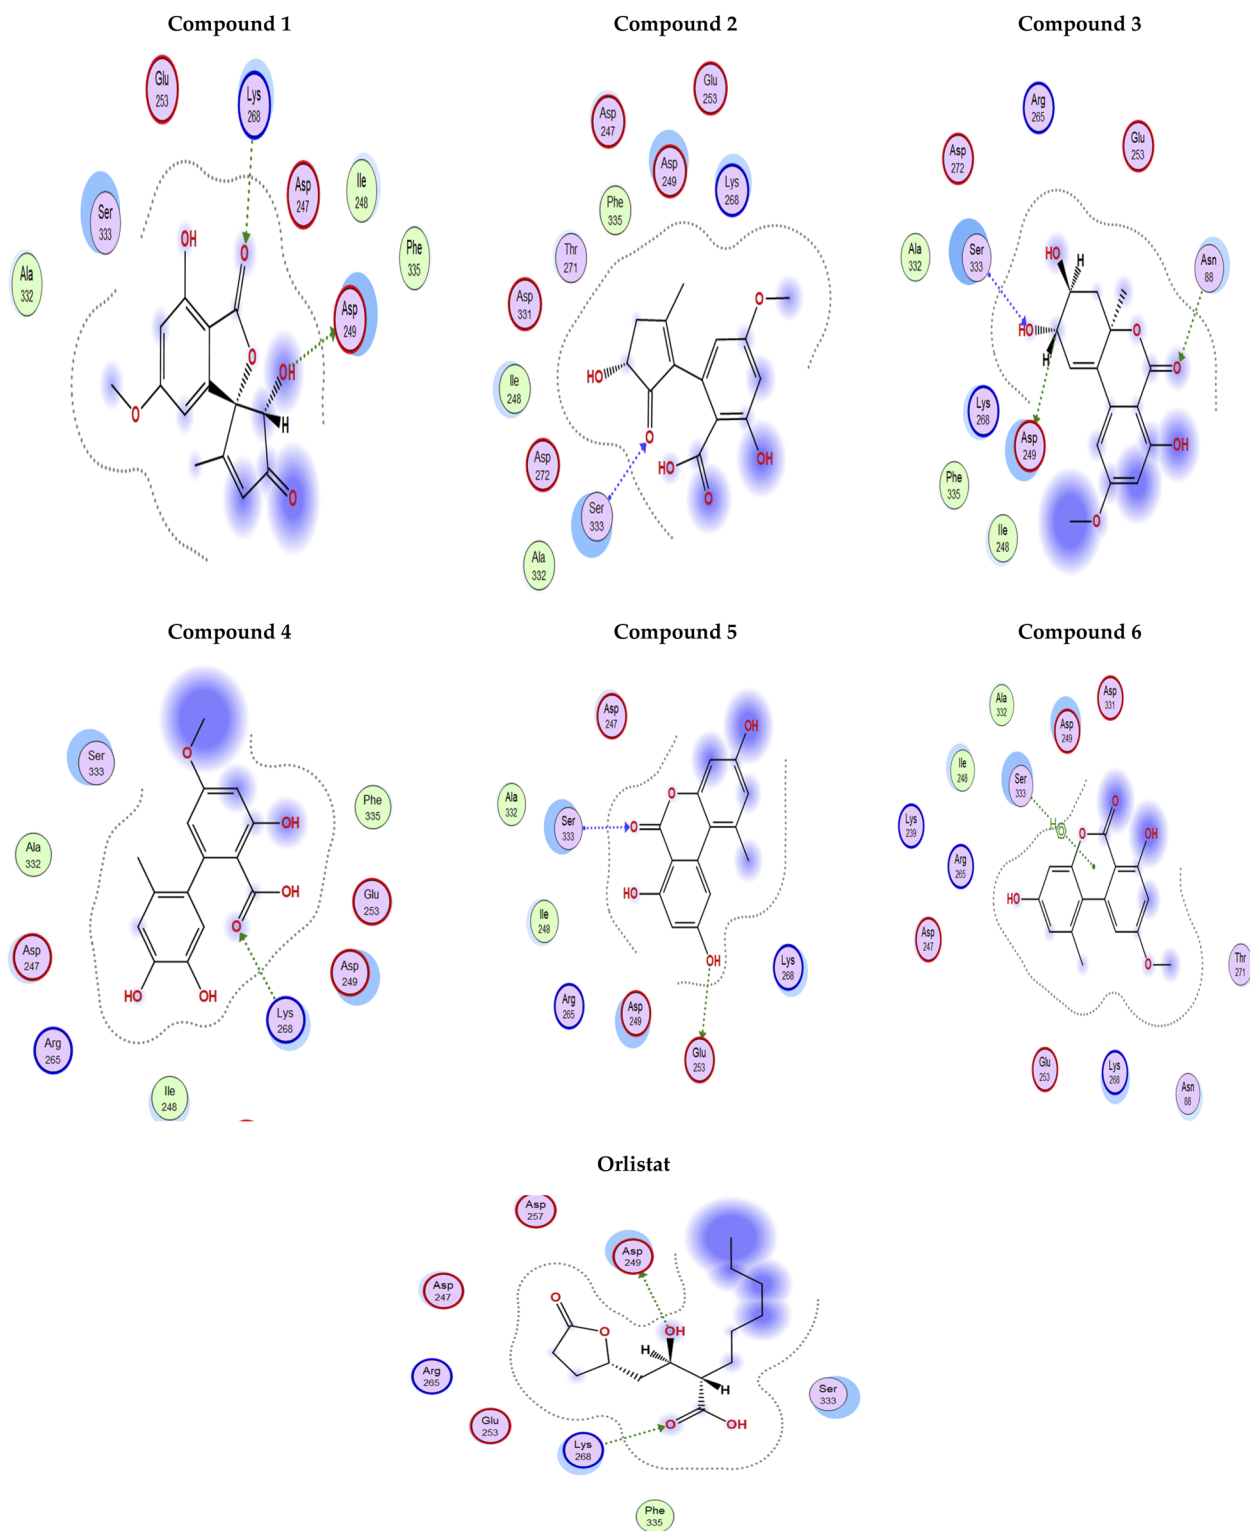 Compound 1
Glu
253
Lys
268
Asp
247
Ile
248
Ser
333
Phe
335
Ala
332
Asp
249
OH
O
O
OH
O
H
O
Compound 2
Glu
253
Asp
247
Asp
249
Lys
268
Phe
335
Thr
271
Asp
331
Ile
248
Asp
272
Ser
333
Ala
332
O
HO
O
HO
OH
O
Compound 3
Arg
265
Glu
253
Asp
272
Ala
332
Ser
333
Asn
88
Lys
268
Asp
249
Phe
335
Ile
248
HO
H
HO
H
O
O
OH
O
Compound 4
Ser
333
Phe
335
Ala
332
Glu
253
Asp
247
Asp
249
Lys
268
Arg
265
Ile
248
O
OH
OH
O
HO
OH
Compound 5
Asp
247
Ala
332
Ser
333
Ile
248
Arg
265
Asp
249
Lys
268
Glu
253
OH
O
O
HO
OH
Compound 6
Ala
332
Asp
249
Asp
331
Ile
248
Ser
333
Lys
239
Arg
265
Asp
247
Thr
271
Glu
253
Lys
268
Asn
88
H
O
O
OH
HO
O
Orlistat
Asp
257
Asp
249
Asp
247
Arg
265
Glu
253
Lys
268
Ser
333
Phe
335
O
O
OH
H
H
O
OH